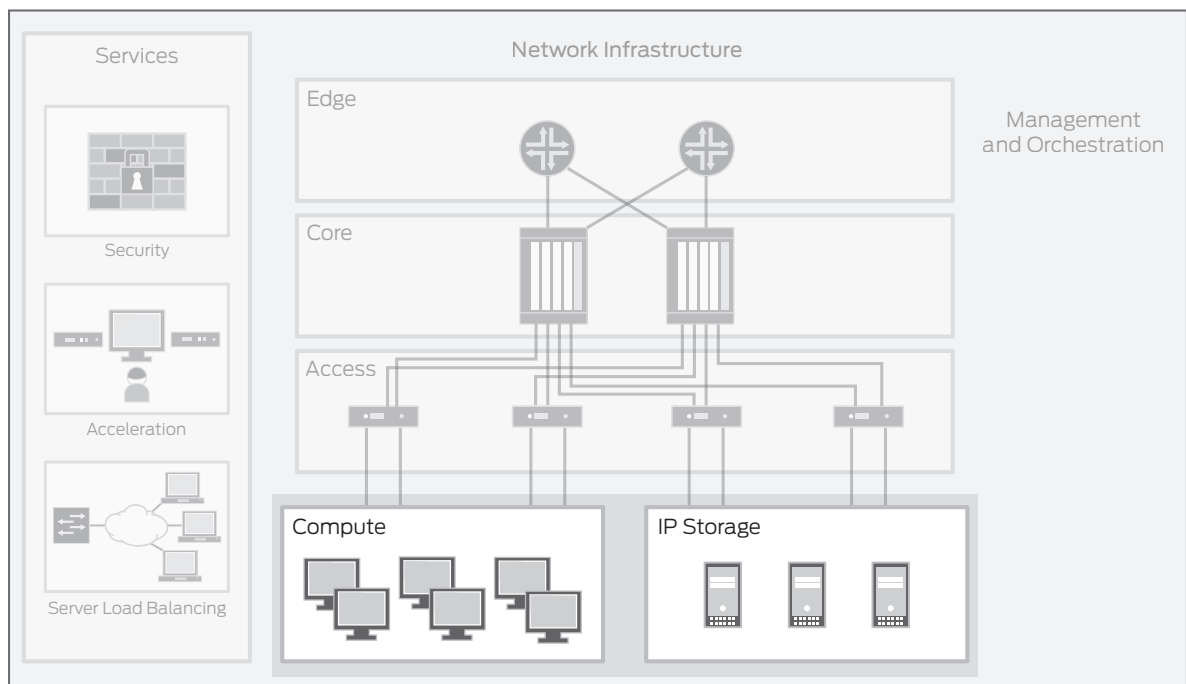 Services
Security
Acceleration
Server Load Balancing
Network Infrastructure
Edge
Core
Access
Compute
IP Storage
Management
and Orchestration